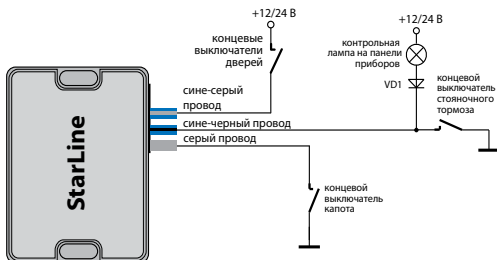 +12/24 В
концевые
выключатели
дверей
+12/24 В
контрольная
лампа на панели
приборов
VD1
концевой
выключатель
стояночного
тормоза
сине-серый
провод
сине-черный провод
серый провод
концевой
выключатель
капота
StarLine